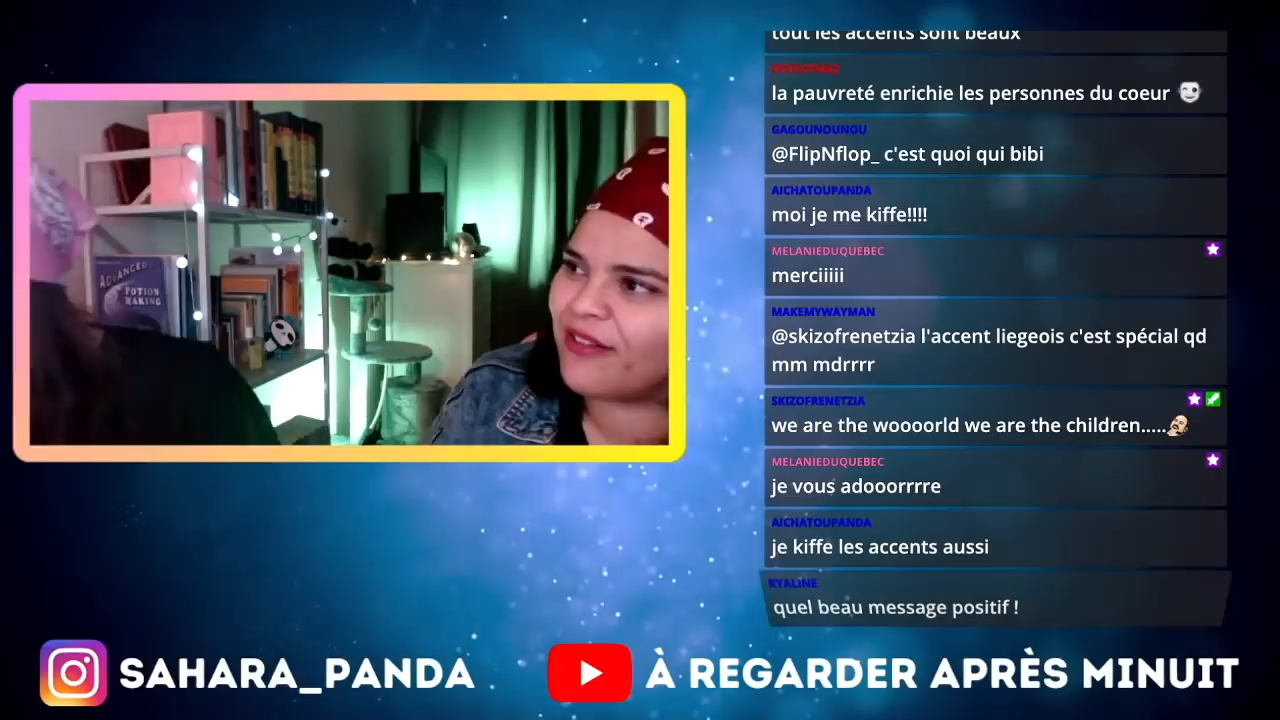 tout les accents sont beaux
la pauvreté enrichie les personnes du coeur
GAGOUNOUNOU
@FlipNflop_ c'est quoi qui bibi
AICHATOUPANDA
moi je me kiffe!!!!
MELANIEDUQUEBEC
merciiiii
MAKEMYWAYMAN
@skizofrenetzia l'accent liegeois c'est spécial qd
mm mdrrrr
SKIZOFRENETZIA
we are the woooorld we are the children.....
MELANIEDUQUEBEC
je vous adooorrrre
AICHATOUPANDA
je kiffe les accents aussi
RYALINE
quel beau message positif !
ADVANCED
POTION
MAKING
SAHARA_PANDA
À REGARDER APRÈS MINUIT